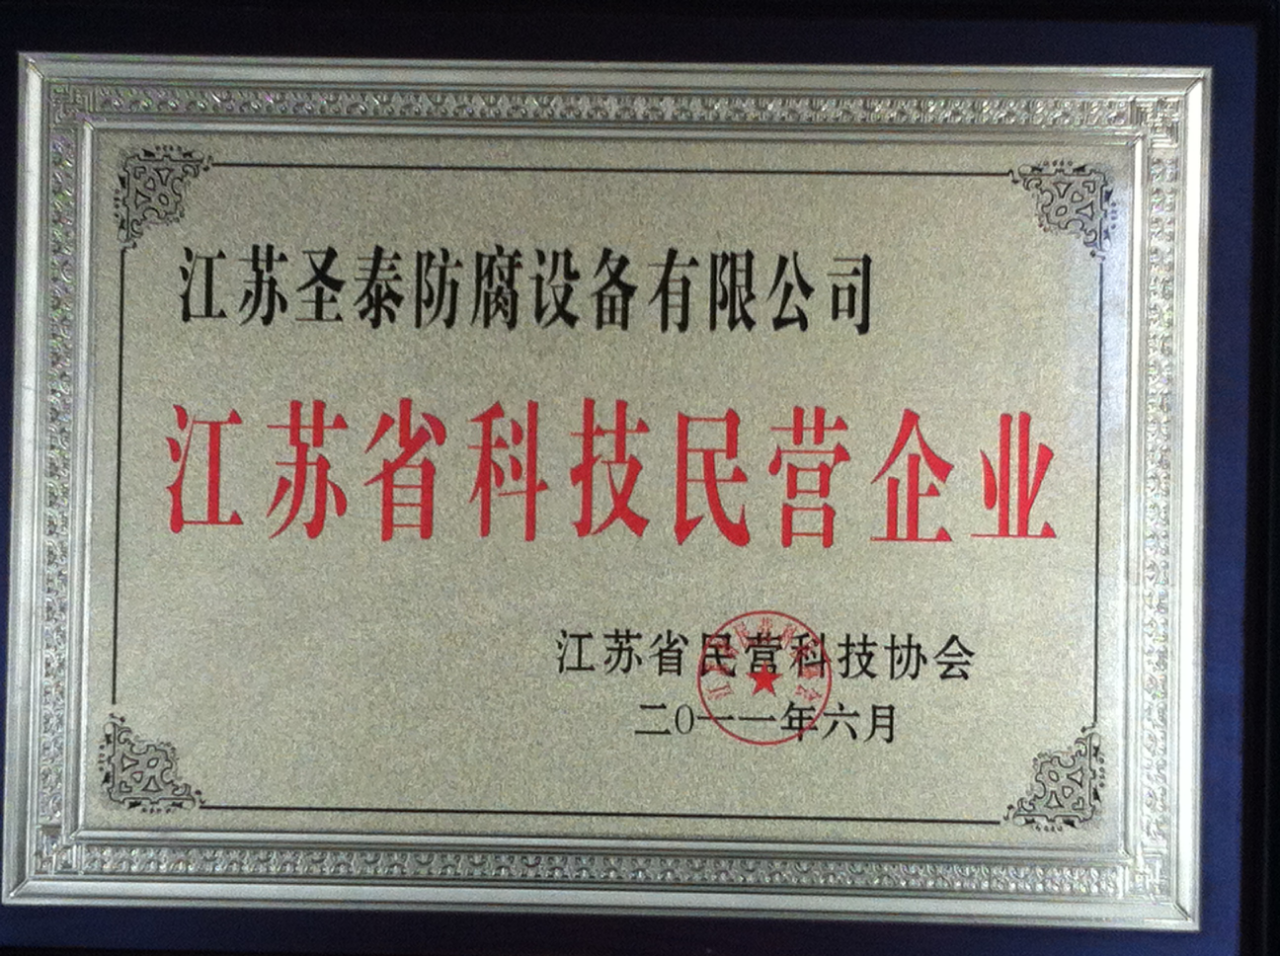 江苏圣泰防腐设备有限公司
江苏省科技民营企业
江苏省民营科技协会
二〇一一年六月